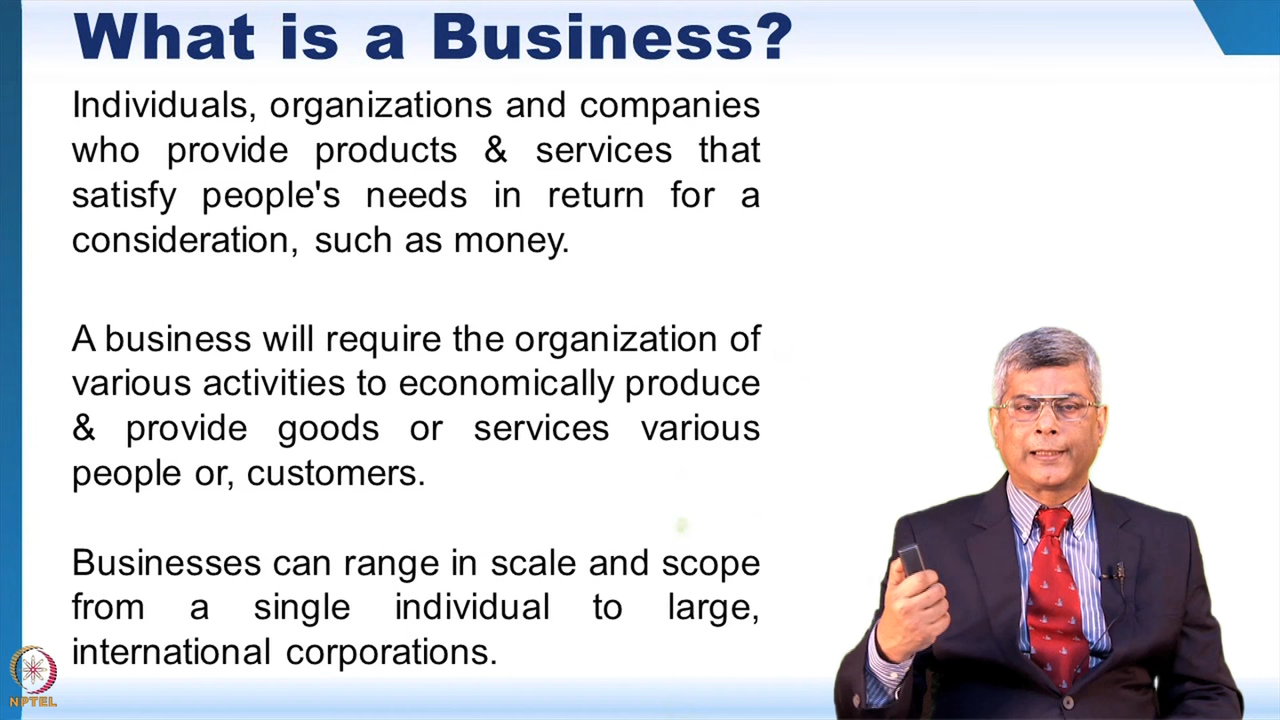 What is a Business?
Individuals, organizations and companies
who provide products & services that
satisfy people's needs in return for a
consideration, such as money.
A business will require the organization of
various activities to economically produce
& provide goods or services various
people or, customers.
Businesses can range in scale and scope
from a single individual to large,
international corporations.
NPTEL